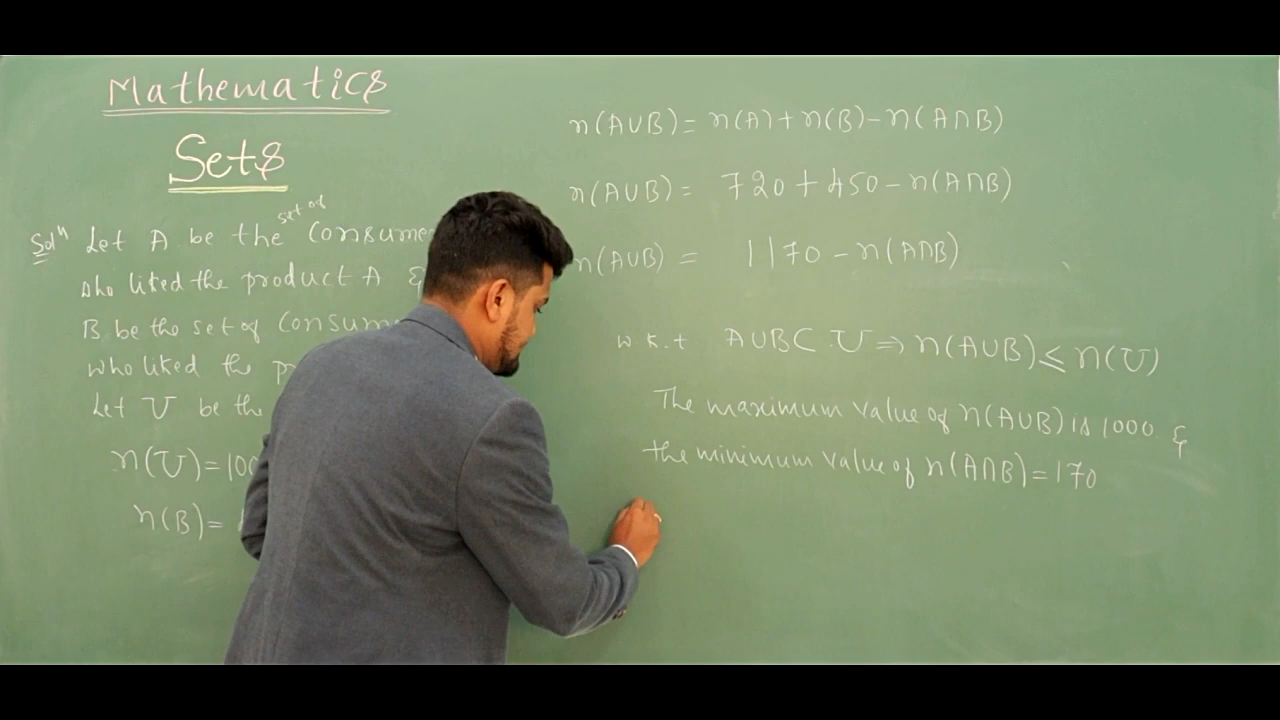 Mathematics
Sets
Solⁿ Let A be the set of Consume
who liked the product A &
B be the set of Consum
who liked the p
Let U be the
n(U)=100
n(B)=
n(A∪B)= n(A)+n(B)-n(A∩B)
n(A∪B)= 720+450-n(A∩B)
n(A∪B) = 1170-n(A∩B)
w k.t A∪B⊂U⇒n(A∪B)≤n(U)
The maximum value of n(A∪B) is 1000 &
the minimum value of n(A∩B)=170